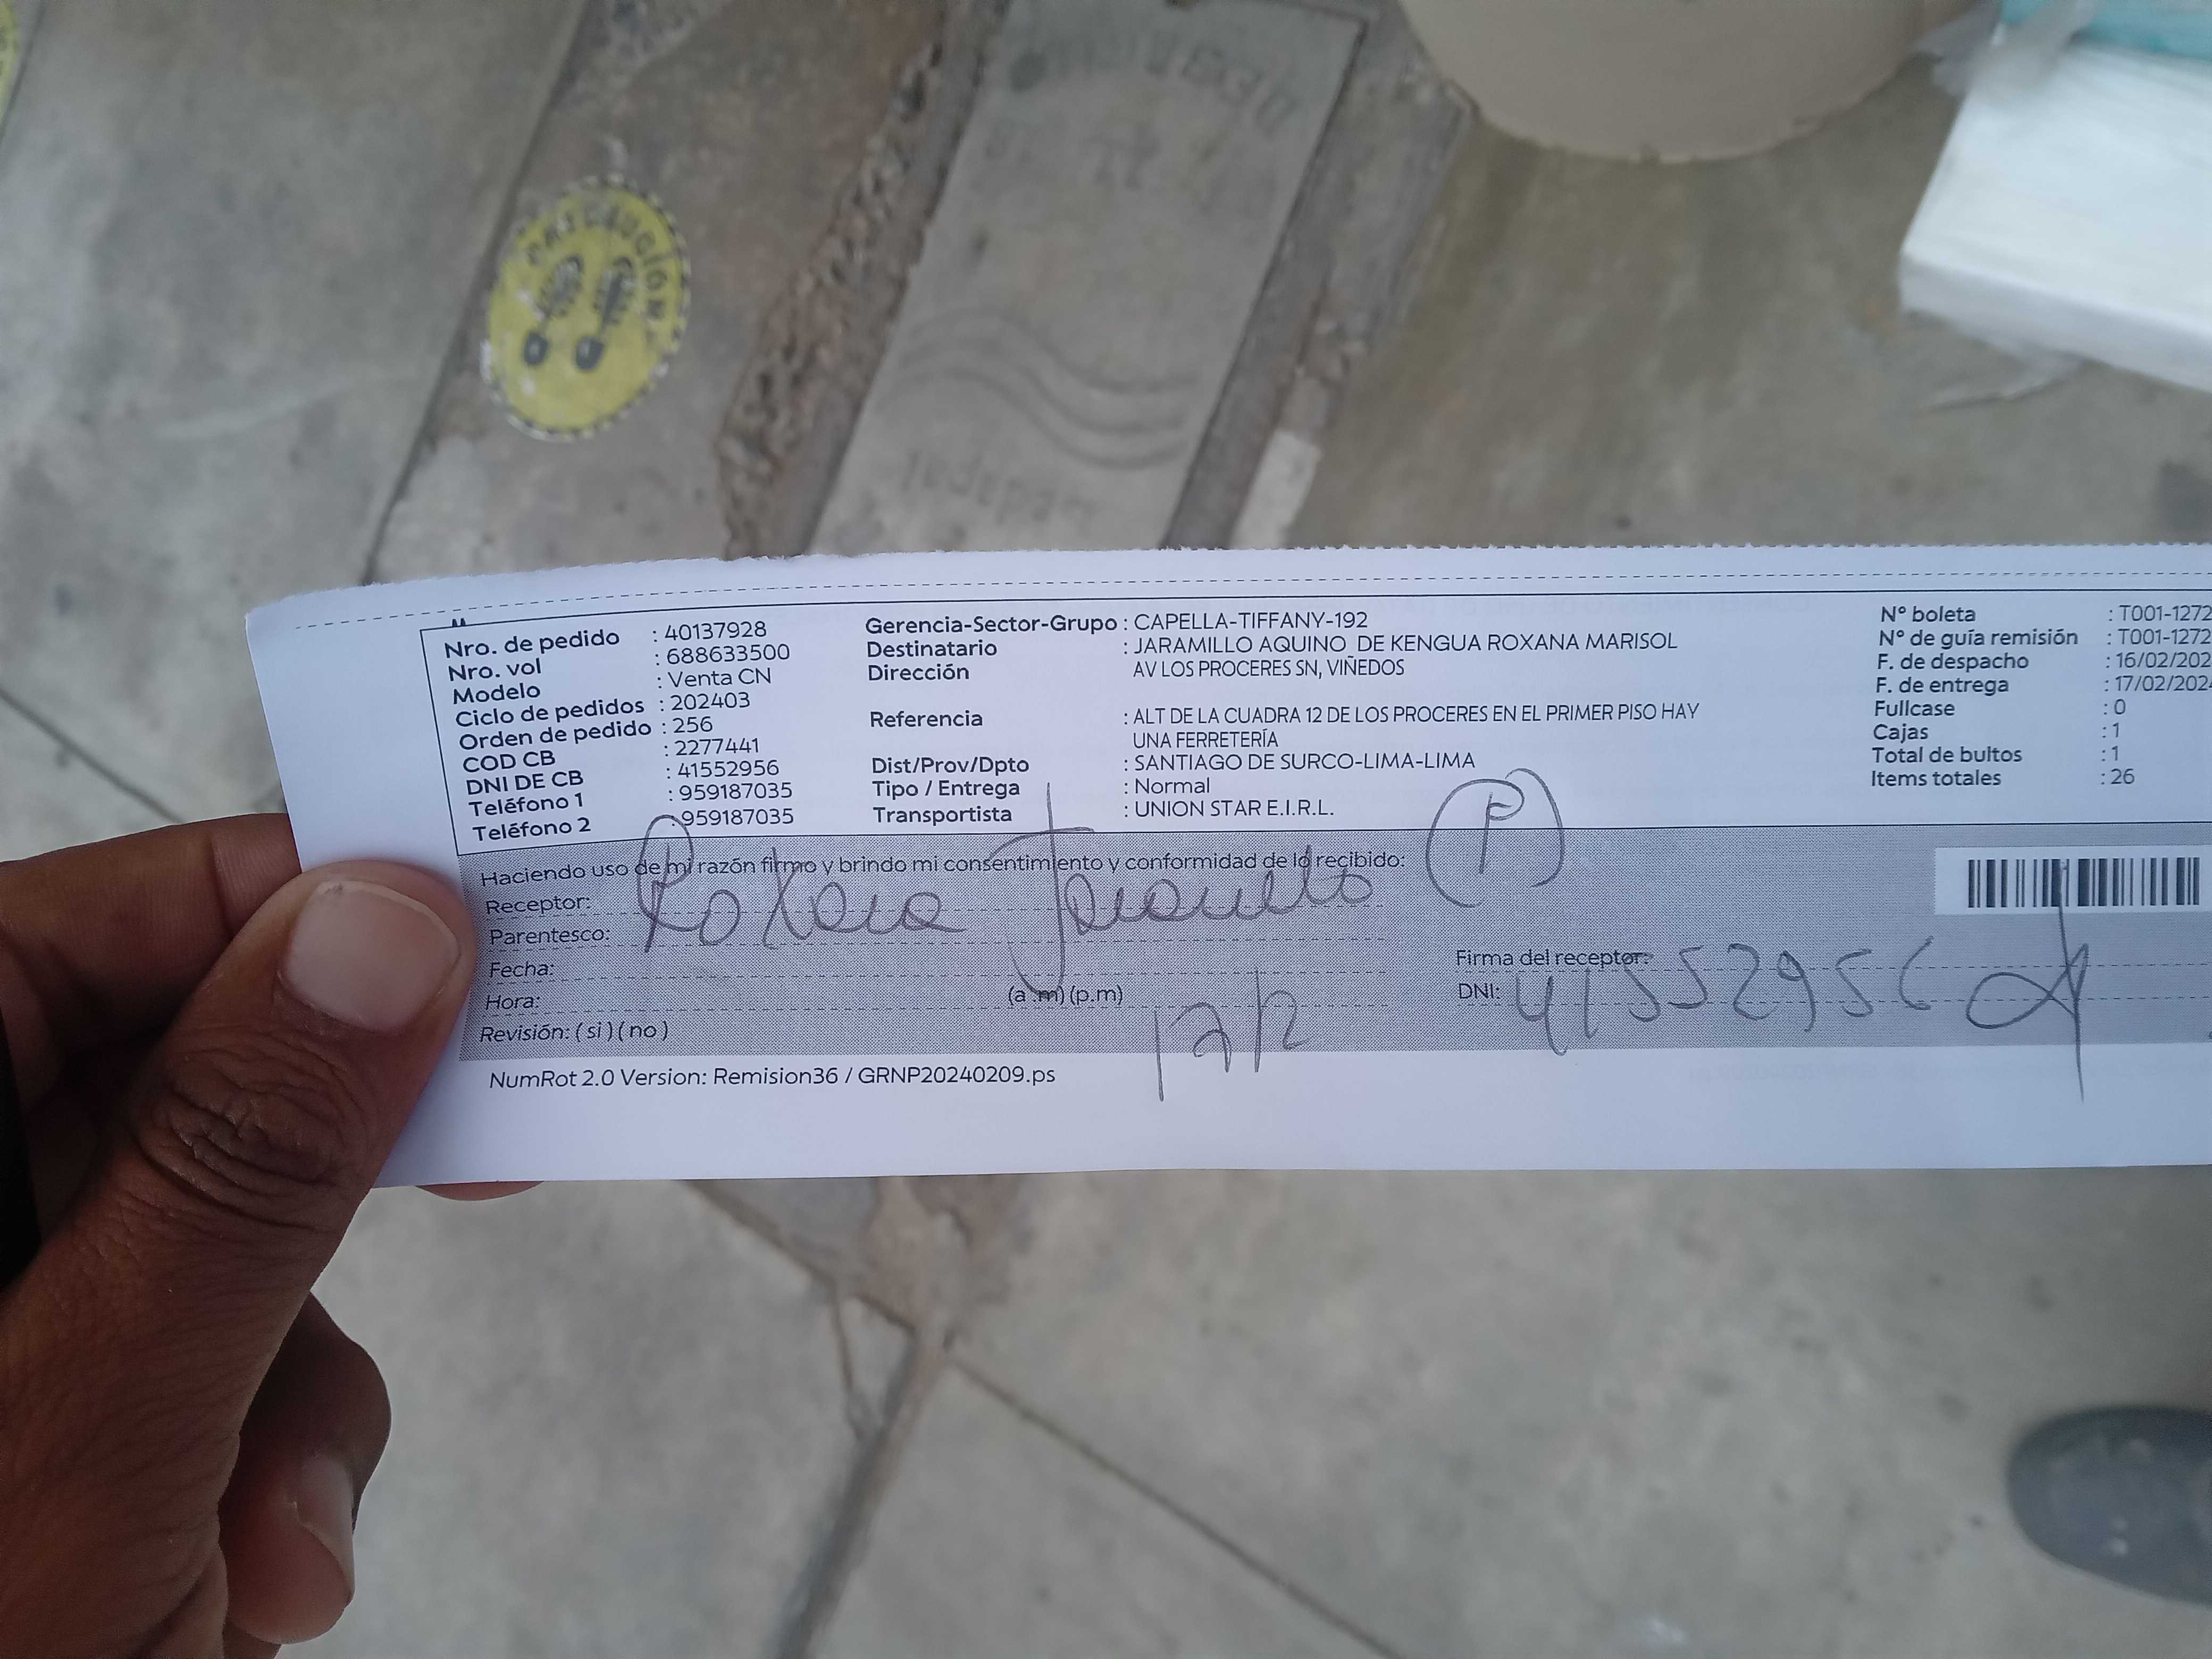 PRECAUCIÓN
DESAGUE
sedapal
Nro. de pedido : 40137928
Nro. vol : 688633500
Modelo : Venta CN
Ciclo de pedidos : 202403
Orden de pedido : 256
COD CB : 2277441
DNI DE CB : 41552956
Teléfono 1 : 959187035
Teléfono 2 : 959187035
Gerencia-Sector-Grupo : CAPELLA-TIFFANY-192
Destinatario : JARAMILLO AQUINO DE KENGUA ROXANA MARISOL
Dirección AV LOS PROCERES SN, VIÑEDOS
Referencia : ALT DE LA CUADRA 12 DE LOS PROCERES EN EL PRIMER PISO HAY
UNA FERRETERÍA
Dist/Prov/Dpto : SANTIAGO DE SURCO-LIMA-LIMA
Tipo / Entrega : Normal
Transportista : UNION STAR E.I.R.L.
N° boleta : T001-1272
N° de guía remisión : T001-1272
F. de despacho : 16/02/202
F. de entrega : 17/02/202
Fullcase : 0
Cajas : 1
Total de bultos : 1
Items totales : 26
Haciendo uso de mi razón firmo y brindo mi consentimiento y conformidad de lo recibido: P
Receptor: Roxana Jaramillo
Parentesco:
Fecha:
Hora: (a.m) (p.m)
Revisión: ( si ) ( no )
Firma del receptor:
DNI: 41552956
NumRot 2.0 Version: Remision36 / GRNP20240209.ps